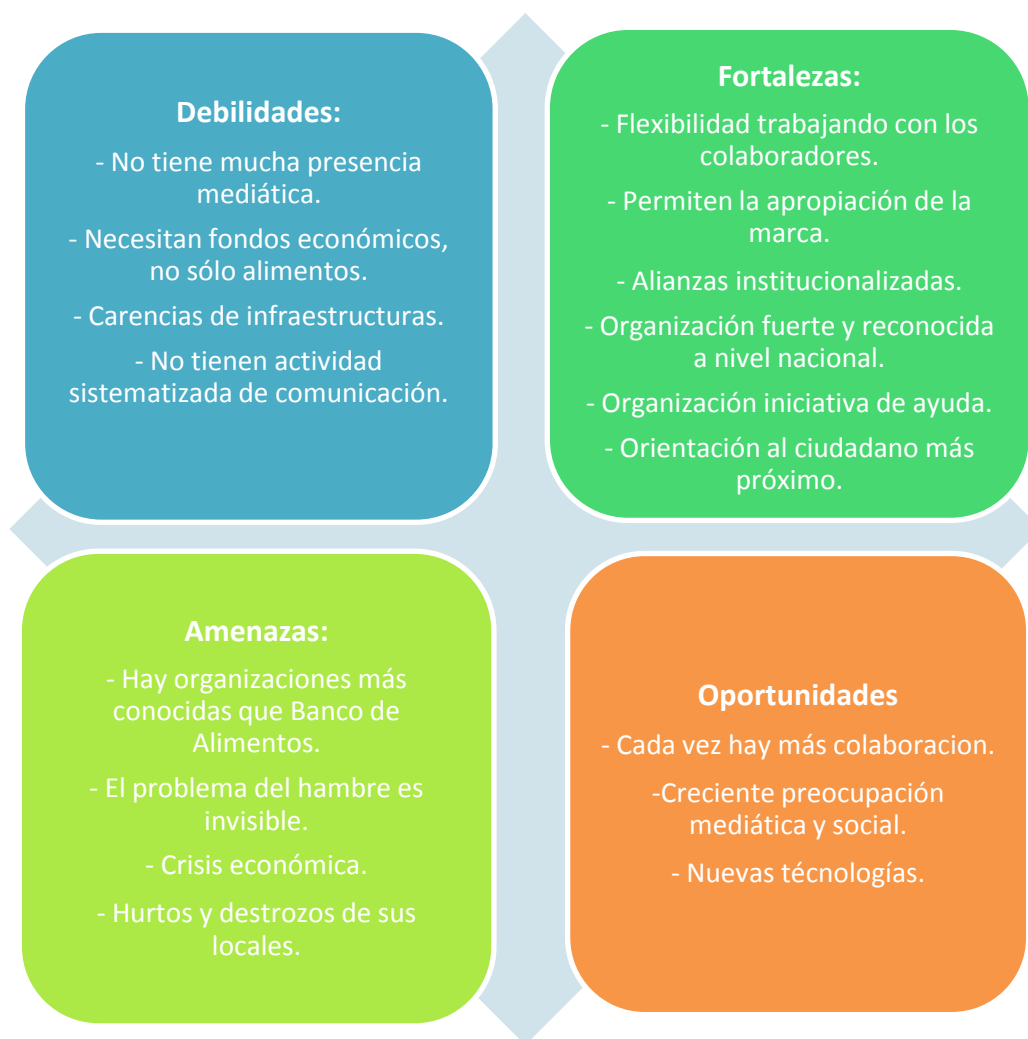 Debilidades:
- No tiene mucha presencia
mediática.
- Necesitan fondos económicos,
no sólo alimentos.
- Carencias de infraestructuras.
- No tienen actividad
sistematizada de comunicación.
Fortalezas:
- Flexibilidad trabajando con los
colaboradores.
- Permiten la apropiación de la
marca.
- Alianzas institucionalizadas.
- Organización fuerte y reconocida
a nivel nacional.
- Organización iniciativa de ayuda.
- Orientación al ciudadano más
próximo.
Amenazas:
- Hay organizaciones más
conocidas que Banco de
Alimentos.
- El problema del hambre es
invisible.
- Crisis económica.
- Hurtos y destrozos de sus
locales.
Oportunidades
- Cada vez hay más colaboracion.
-Creciente preocupación
mediática y social.
- Nuevas técnologías.